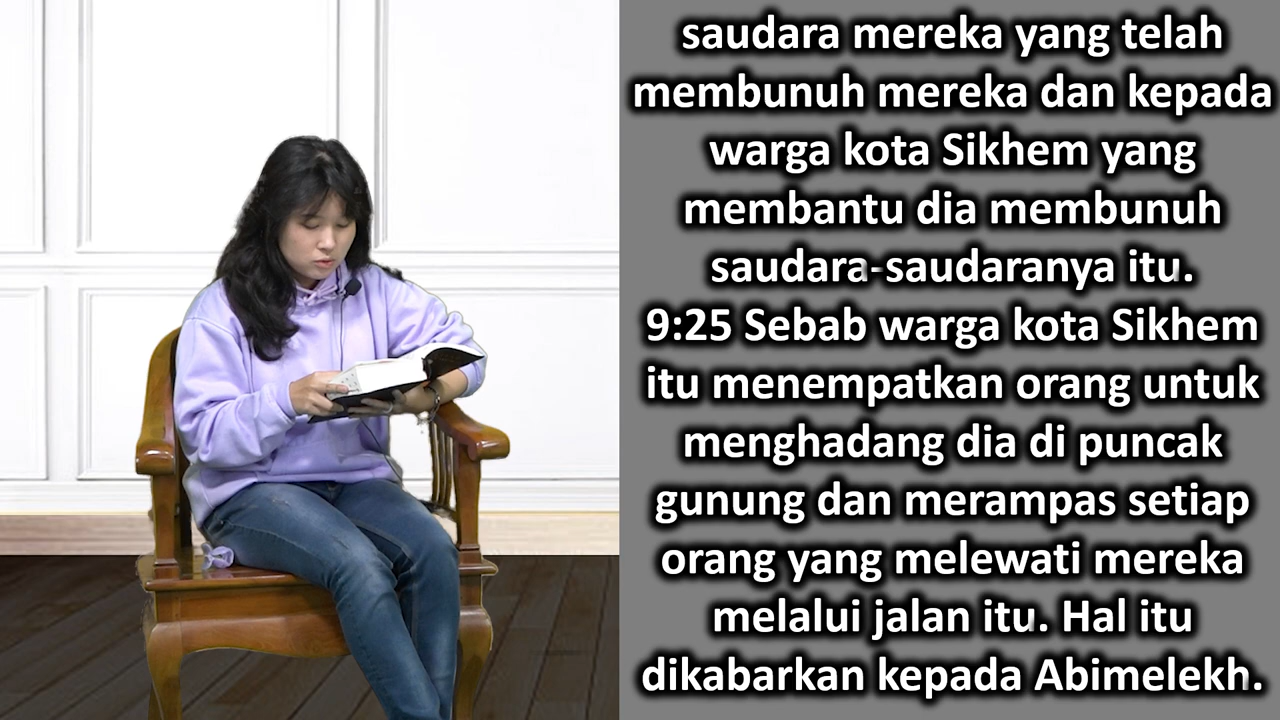 saudara mereka yang telah
membunuh mereka dan kepada
warga kota Sikhem yang
membantu dia membunuh
saudara-saudaranya itu.
9:25 Sebab warga kota Sikhem
itu menempatkan orang untuk
menghadang dia di puncak
gunung dan merampas setiap
orang yang melewati mereka
melalui jalan itu. Hal itu
dikabarkan kepada Abimelekh.